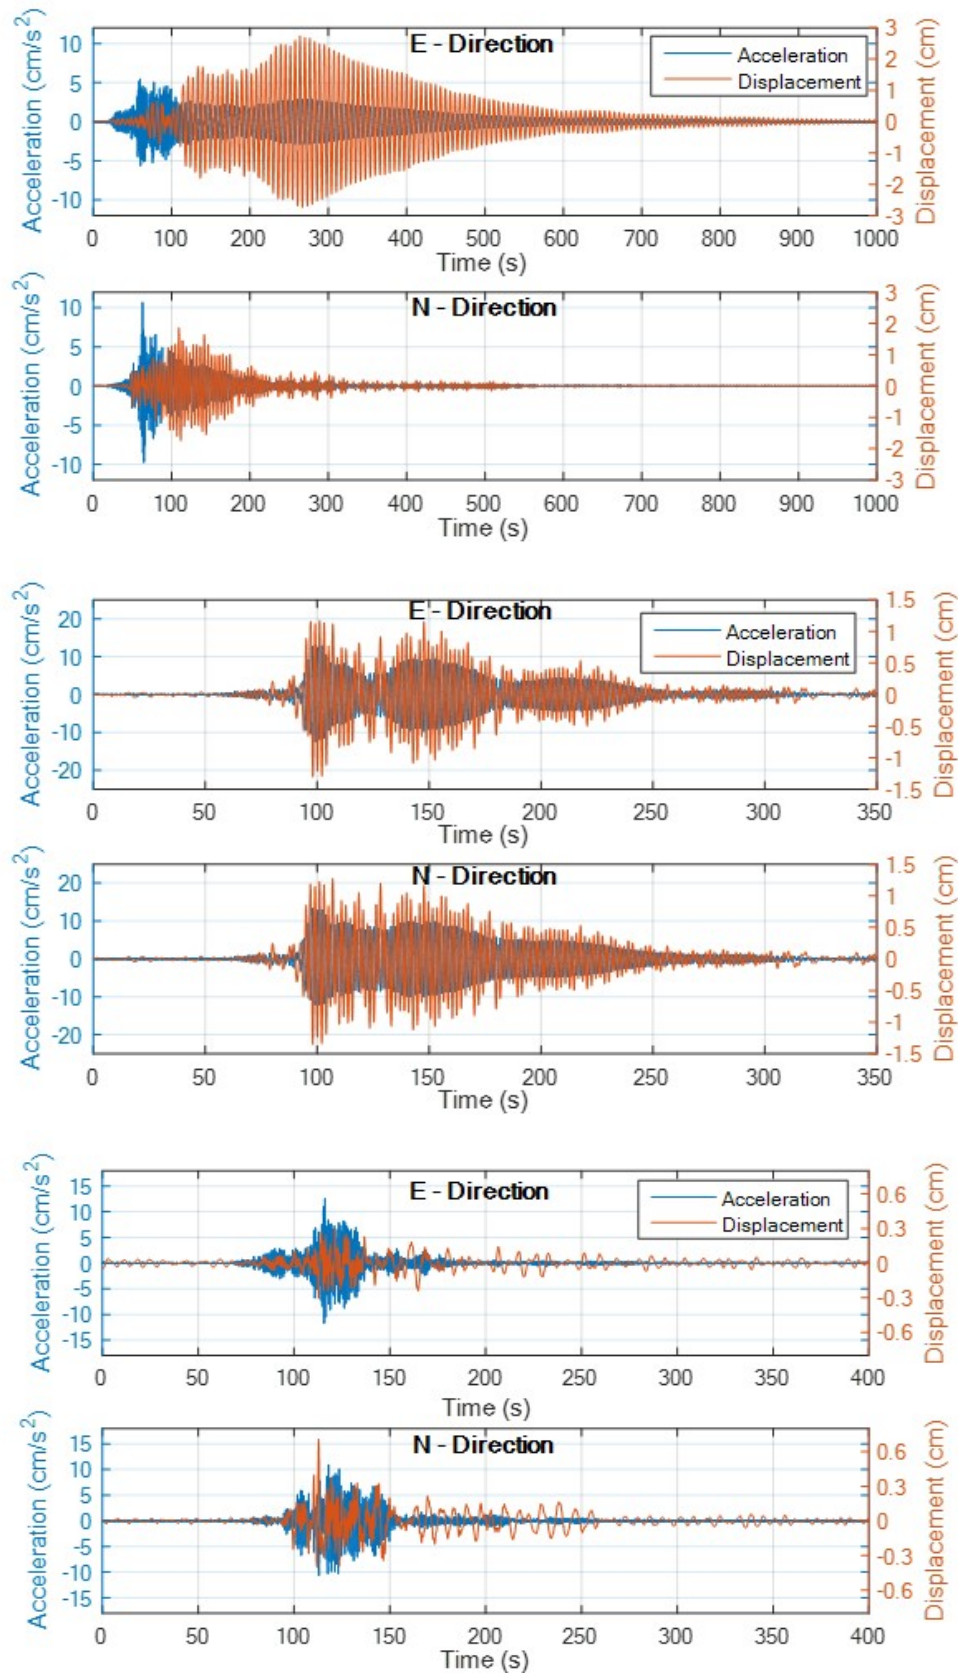 E - Direction
Acceleration (cm/s²)
10
5
0
-5
-10
Acceleration
Displacement
3
2
1
0
-1
-2
-3
Displacement (cm)
0 100 200 300 400 500 600 700 800 900 1000
Time (s)
N - Direction
Acceleration (cm/s²)
10
5
0
-5
-10
3
2
1
0
-1
-2
-3
Displacement (cm)
0 100 200 300 400 500 600 700 800 900 1000
Time (s)
E - Direction
Acceleration (cm/s²)
20
10
0
-10
-20
Acceleration
Displacement
1.5
1
0.5
0
-0.5
-1
-1.5
Displacement (cm)
0 50 100 150 200 250 300 350
Time (s)
N - Direction
Acceleration (cm/s²)
20
10
0
-10
-20
1.5
1
0.5
0
-0.5
-1
-1.5
Displacement (cm)
0 50 100 150 200 250 300 350
Time (s)
E - Direction
Acceleration (cm/s²)
15
10
5
0
-5
-10
-15
Acceleration
Displacement
0.6
0.3
0
-0.3
-0.6
Displacement (cm)
0 50 100 150 200 250 300 350 400
Time (s)
N - Direction
Acceleration (cm/s²)
15
10
5
0
-5
-10
-15
0.6
0.3
0
-0.3
-0.6
Displacement (cm)
0 50 100 150 200 250 300 350 400
Time (s)